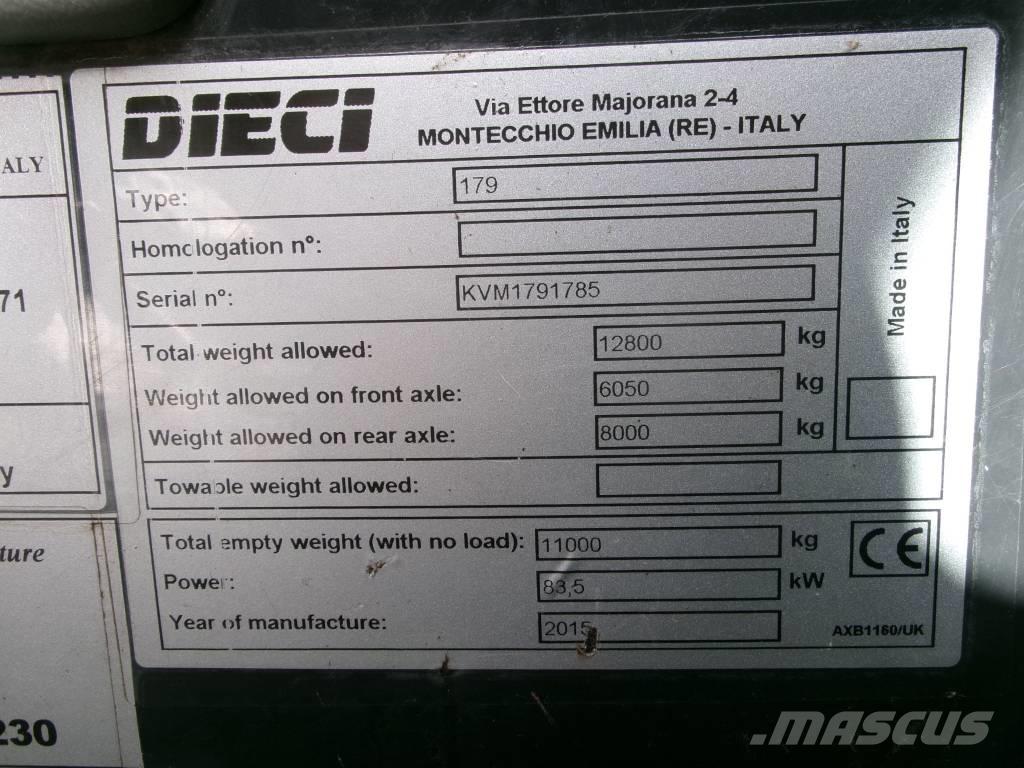 DIECI
Via Ettore Majorana 2-4
MONTECCHIO EMILIA (RE) - ITALY
Type: 179
Homologation n°:
Serial n°: KVM1791785
Total weight allowed: 12800 kg
Weight allowed on front axle: 6050 kg
Weight allowed on rear axle: 8000 kg
Towable weight allowed:
Total empty weight (with no load): 11000 kg
Power: 83,5 kW
Year of manufacture: 2015
Made in Italy
CE
AXB1160/UK
ALY
71
y
ture
230
MASCUS